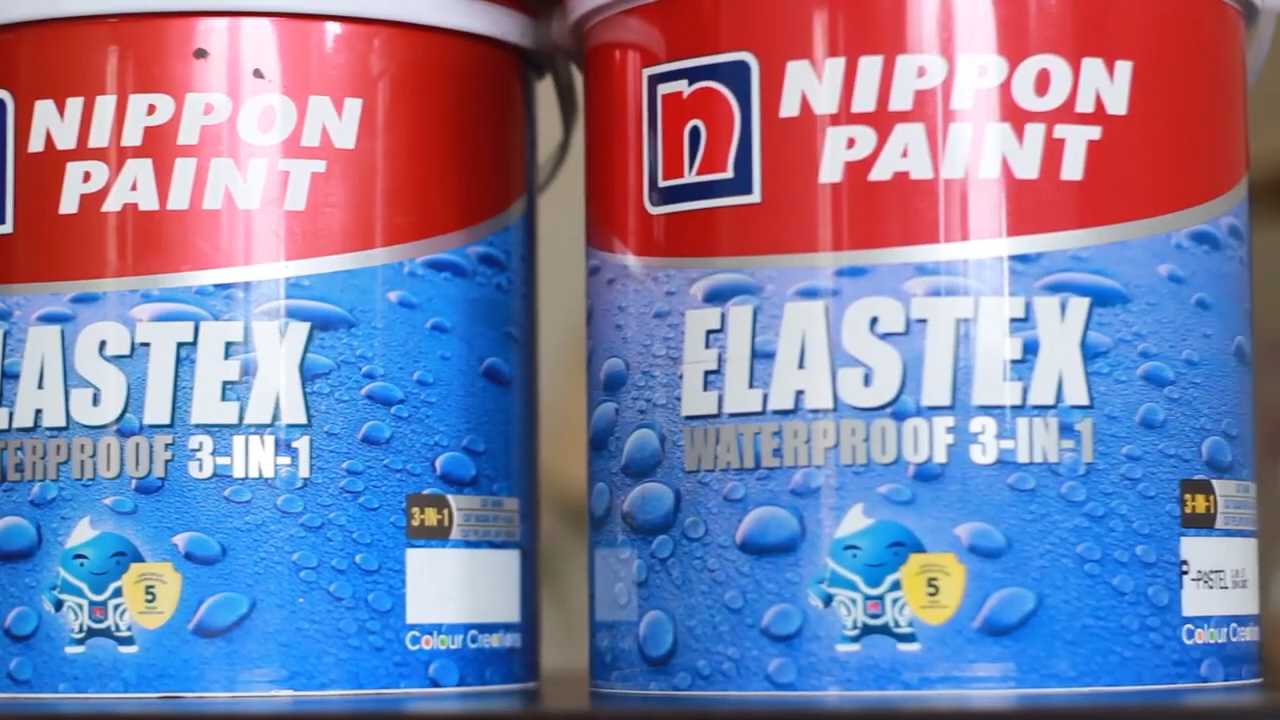 NIPPON
PAINT
LASTEX
TERPROOF 3-IN-1
5
3-IN-1
Colour Creations
n
NIPPON
PAINT
ELASTEX
WATERPROOF 3-IN-1
5
3-IN-1
P-PASTEL
Colour Creation